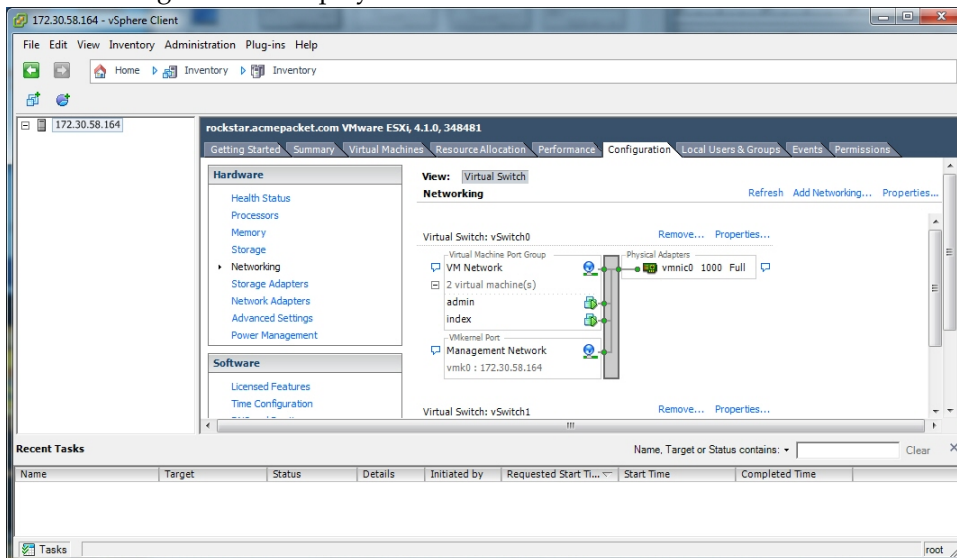 172.30.58.164 - vSphere Client
File Edit View Inventory Administration Plug-ins Help
Home Inventory Inventory
172.30.58.164
rockstar.acmepacket.com VMware ESXi, 4.1.0, 348481
Getting Started Summary Virtual Machines Resource Allocation Performance Configuration Local Users & Groups Events Permissions
Hardware
Health Status
Processors
Memory
Storage
Networking
Storage Adapters
Network Adapters
Advanced Settings
Power Management
Software
Licensed Features
Time Configuration
View: Virtual Switch
Networking Refresh Add Networking... Properties...
Virtual Switch: vSwitch0 Remove... Properties...
Virtual Machine Port Group Physical Adapters
VM Network vmnic0 1000 Full
2 virtual machine(s)
admin
index
VMkernel Port
Management Network
vmk0 : 172.30.58.164
Virtual Switch: vSwitch1 Remove... Properties...
Recent Tasks Name, Target or Status contains: Clear
Name Target Status Details Initiated by Requested Start Ti... Start Time Completed Time
Tasks root